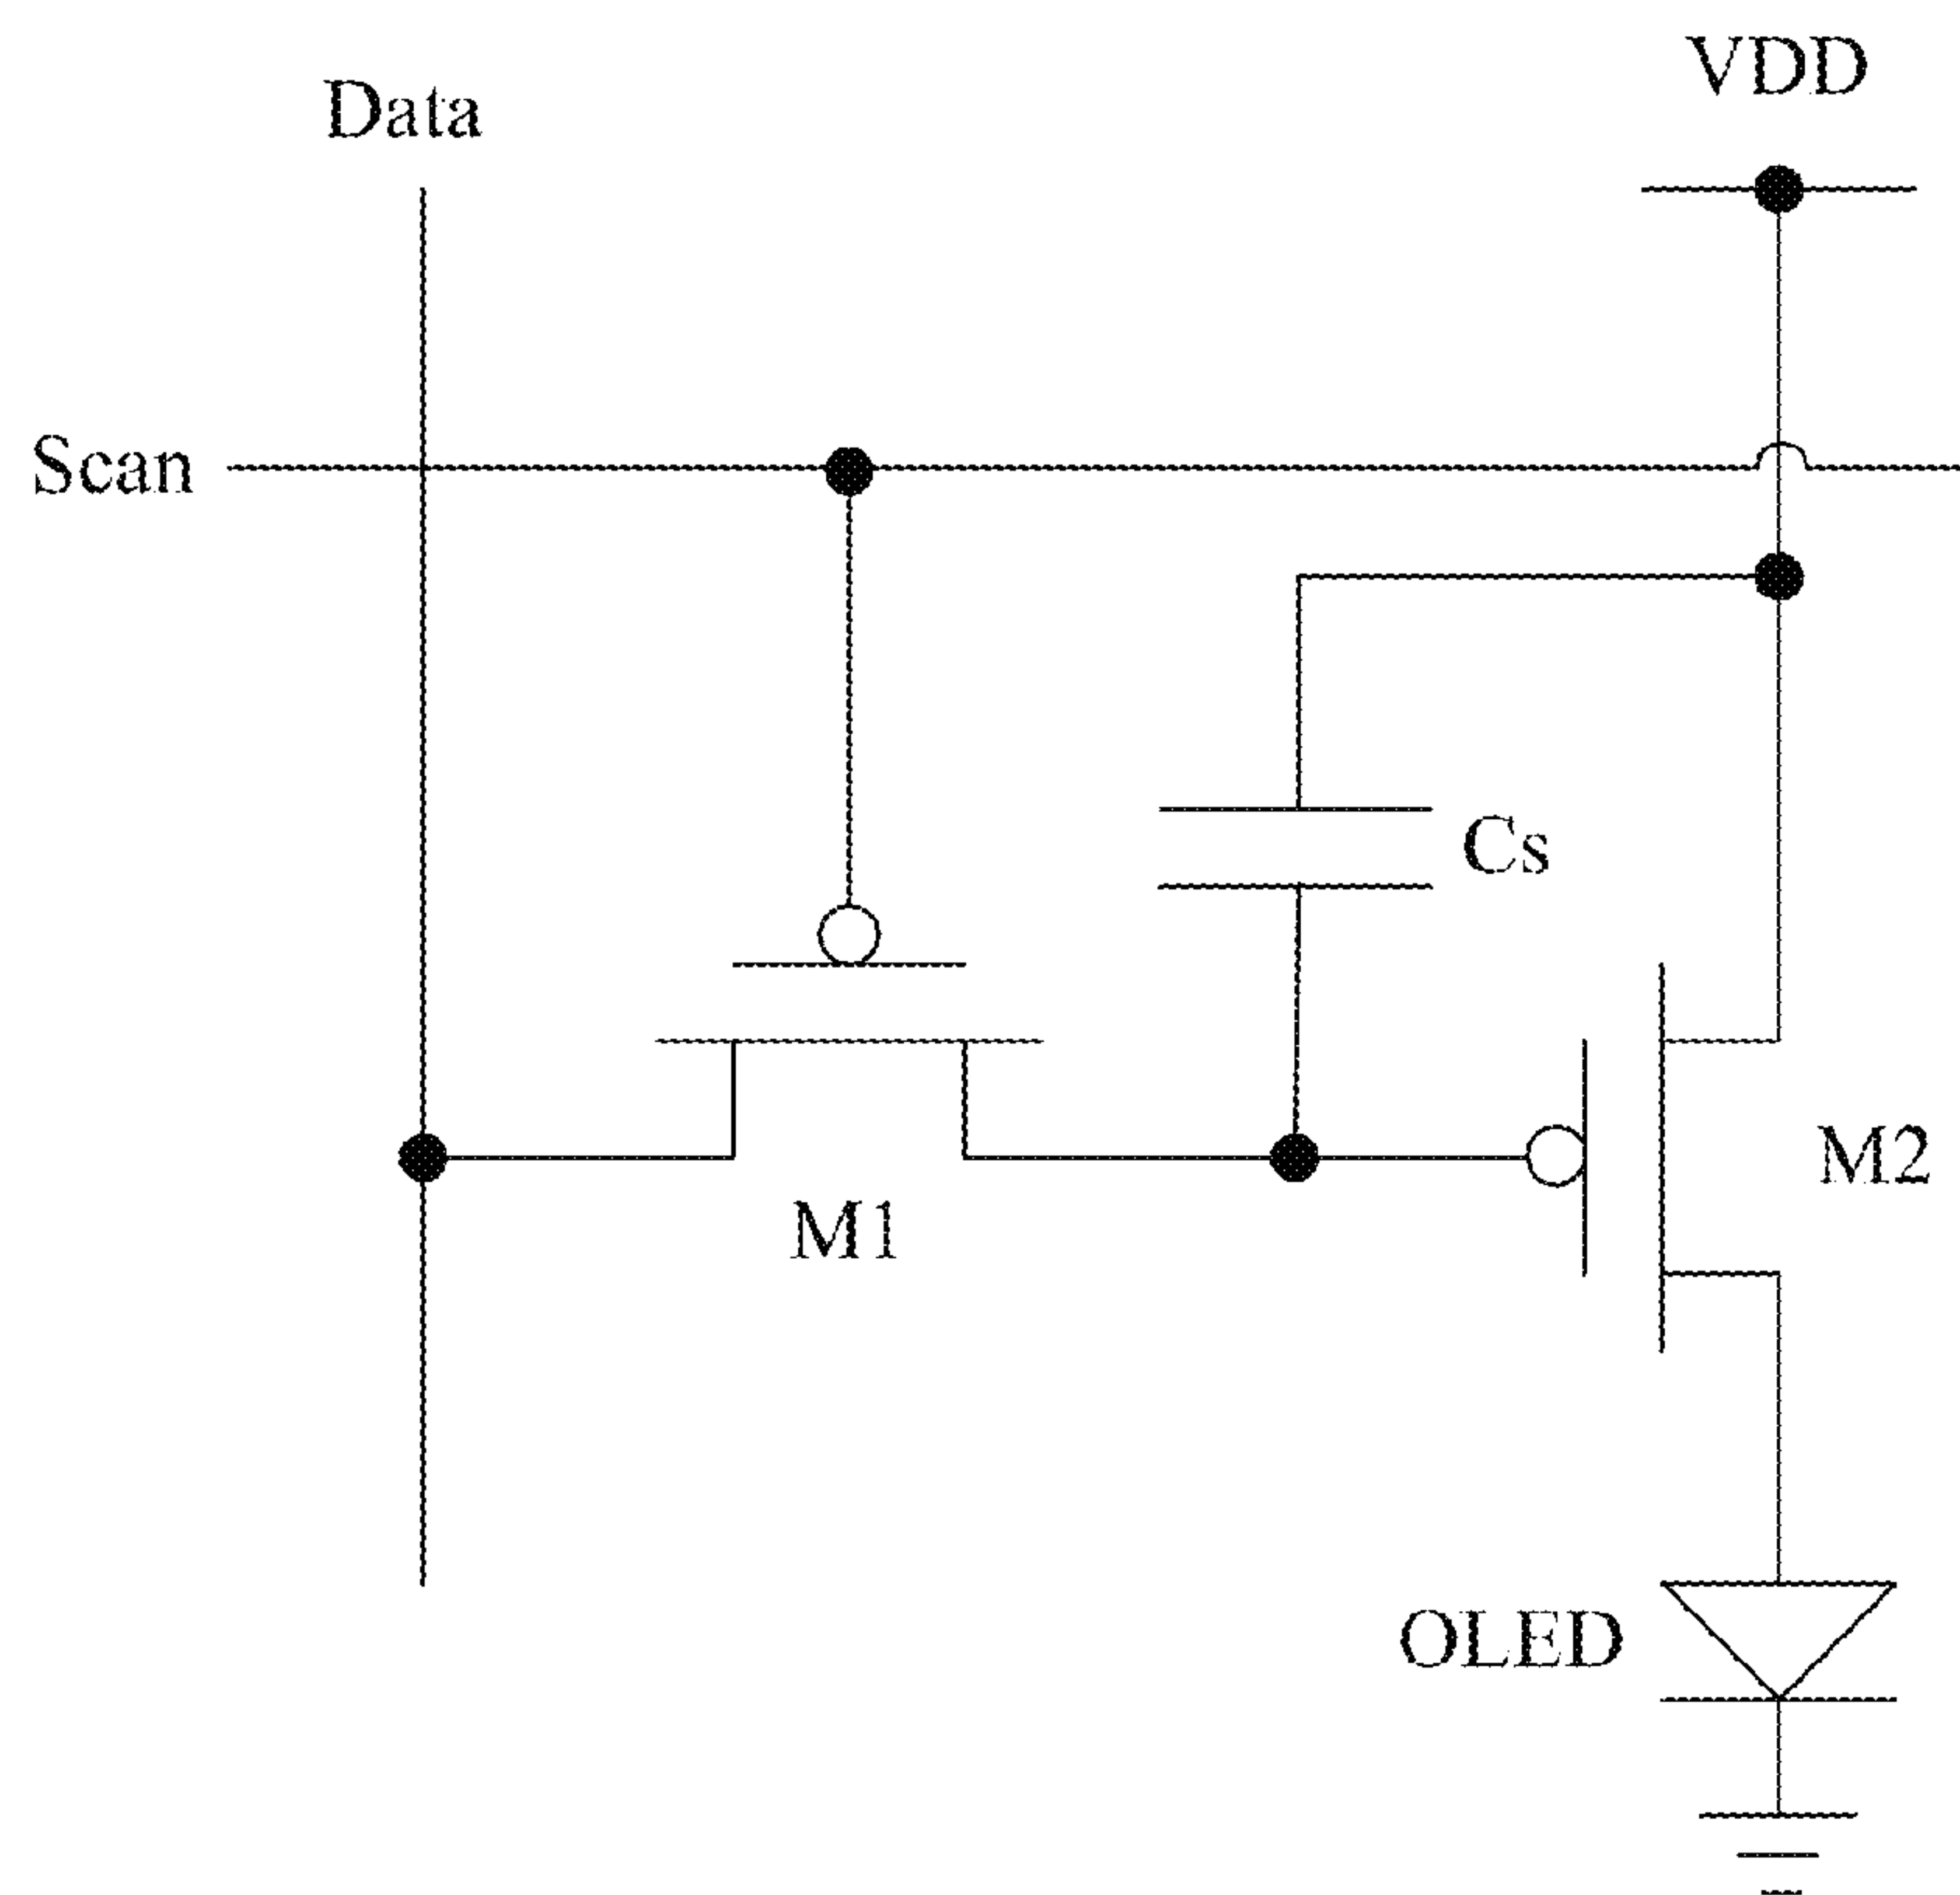 VDD
Data
Scan
Cs
M2
M1
OLED